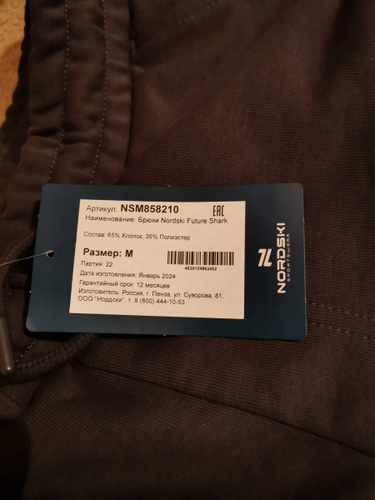 Артикул: NSM858210
EAC
Наименование: Брюки Nordski Future Shark
Состав: 65% Хлопок, 35% Полиэстер
Размер: M
Партия: 22
Дата изготовления: Январь 2024
Гарантийный срок: 12 месяцев
Изготовитель: Россия, г. Пенза, ул. Суворова, 81,
ООО "Нордски", т. 8 (800) 444-10-53
NORDSKI
SPORTSWEAR